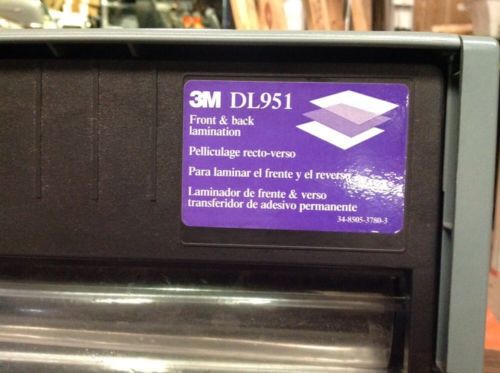 3M DL951
Front & back
lamination
Pelliculage recto-verso
Para laminar el frente y el reverso
Laminador de frente & verso
transferidor de adesivo permanente
34-8505-3780-3